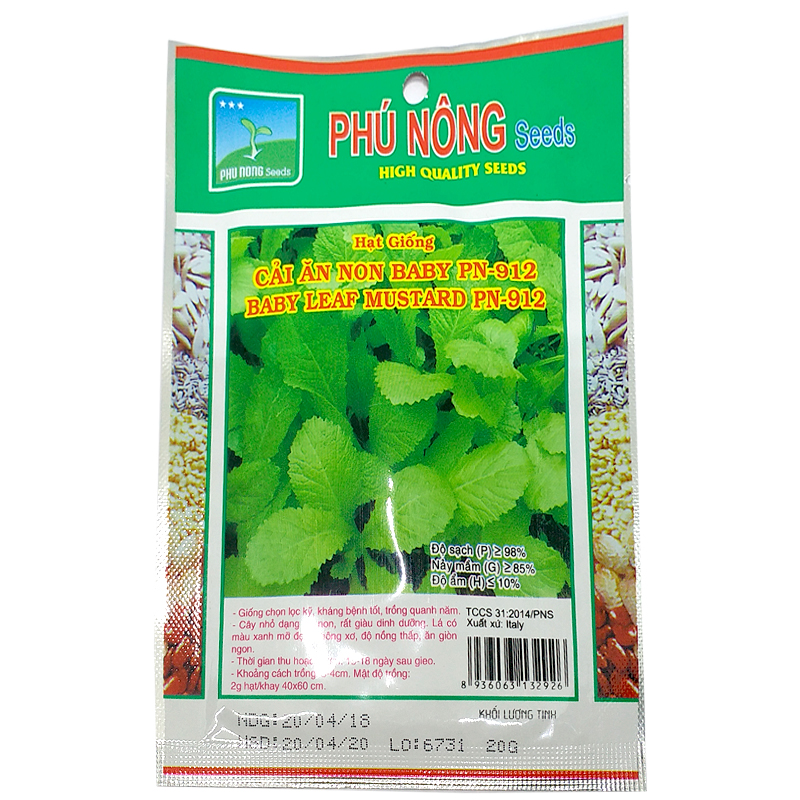 PHÚ NÔNG Seeds
HIGH QUALITY SEEDS
PHU NONG Seeds
Hạt Giống
CẢI ĂN NON BABY PN-912
BABY LEAF MUSTARD PN-912
Độ sạch (P) ≥ 98%
Nảy mầm (G) ≥ 85%
Độ ẩm (H) ≤ 10%
- Giống chọn lọc kỹ, kháng bệnh tốt, trồng quanh năm.
- Cây nhỏ dạng non, rất giàu dinh dưỡng. Lá có
màu xanh mỡ xơ, độ nồng thấp, ăn giòn
ngon.
- Thời gian thu 15-18 ngày sau gieo.
- Khoảng cách trồng 4cm. Mật độ trồng:
2g hạt/khay 40x60 cm.
TCCS 31:2014/PNS
Xuất xứ: Italy
8 936063 132926
KHỐI LƯỢNG TỊNH
NDG:20/04/18
HSD:20/04/20 LO:6731 20G